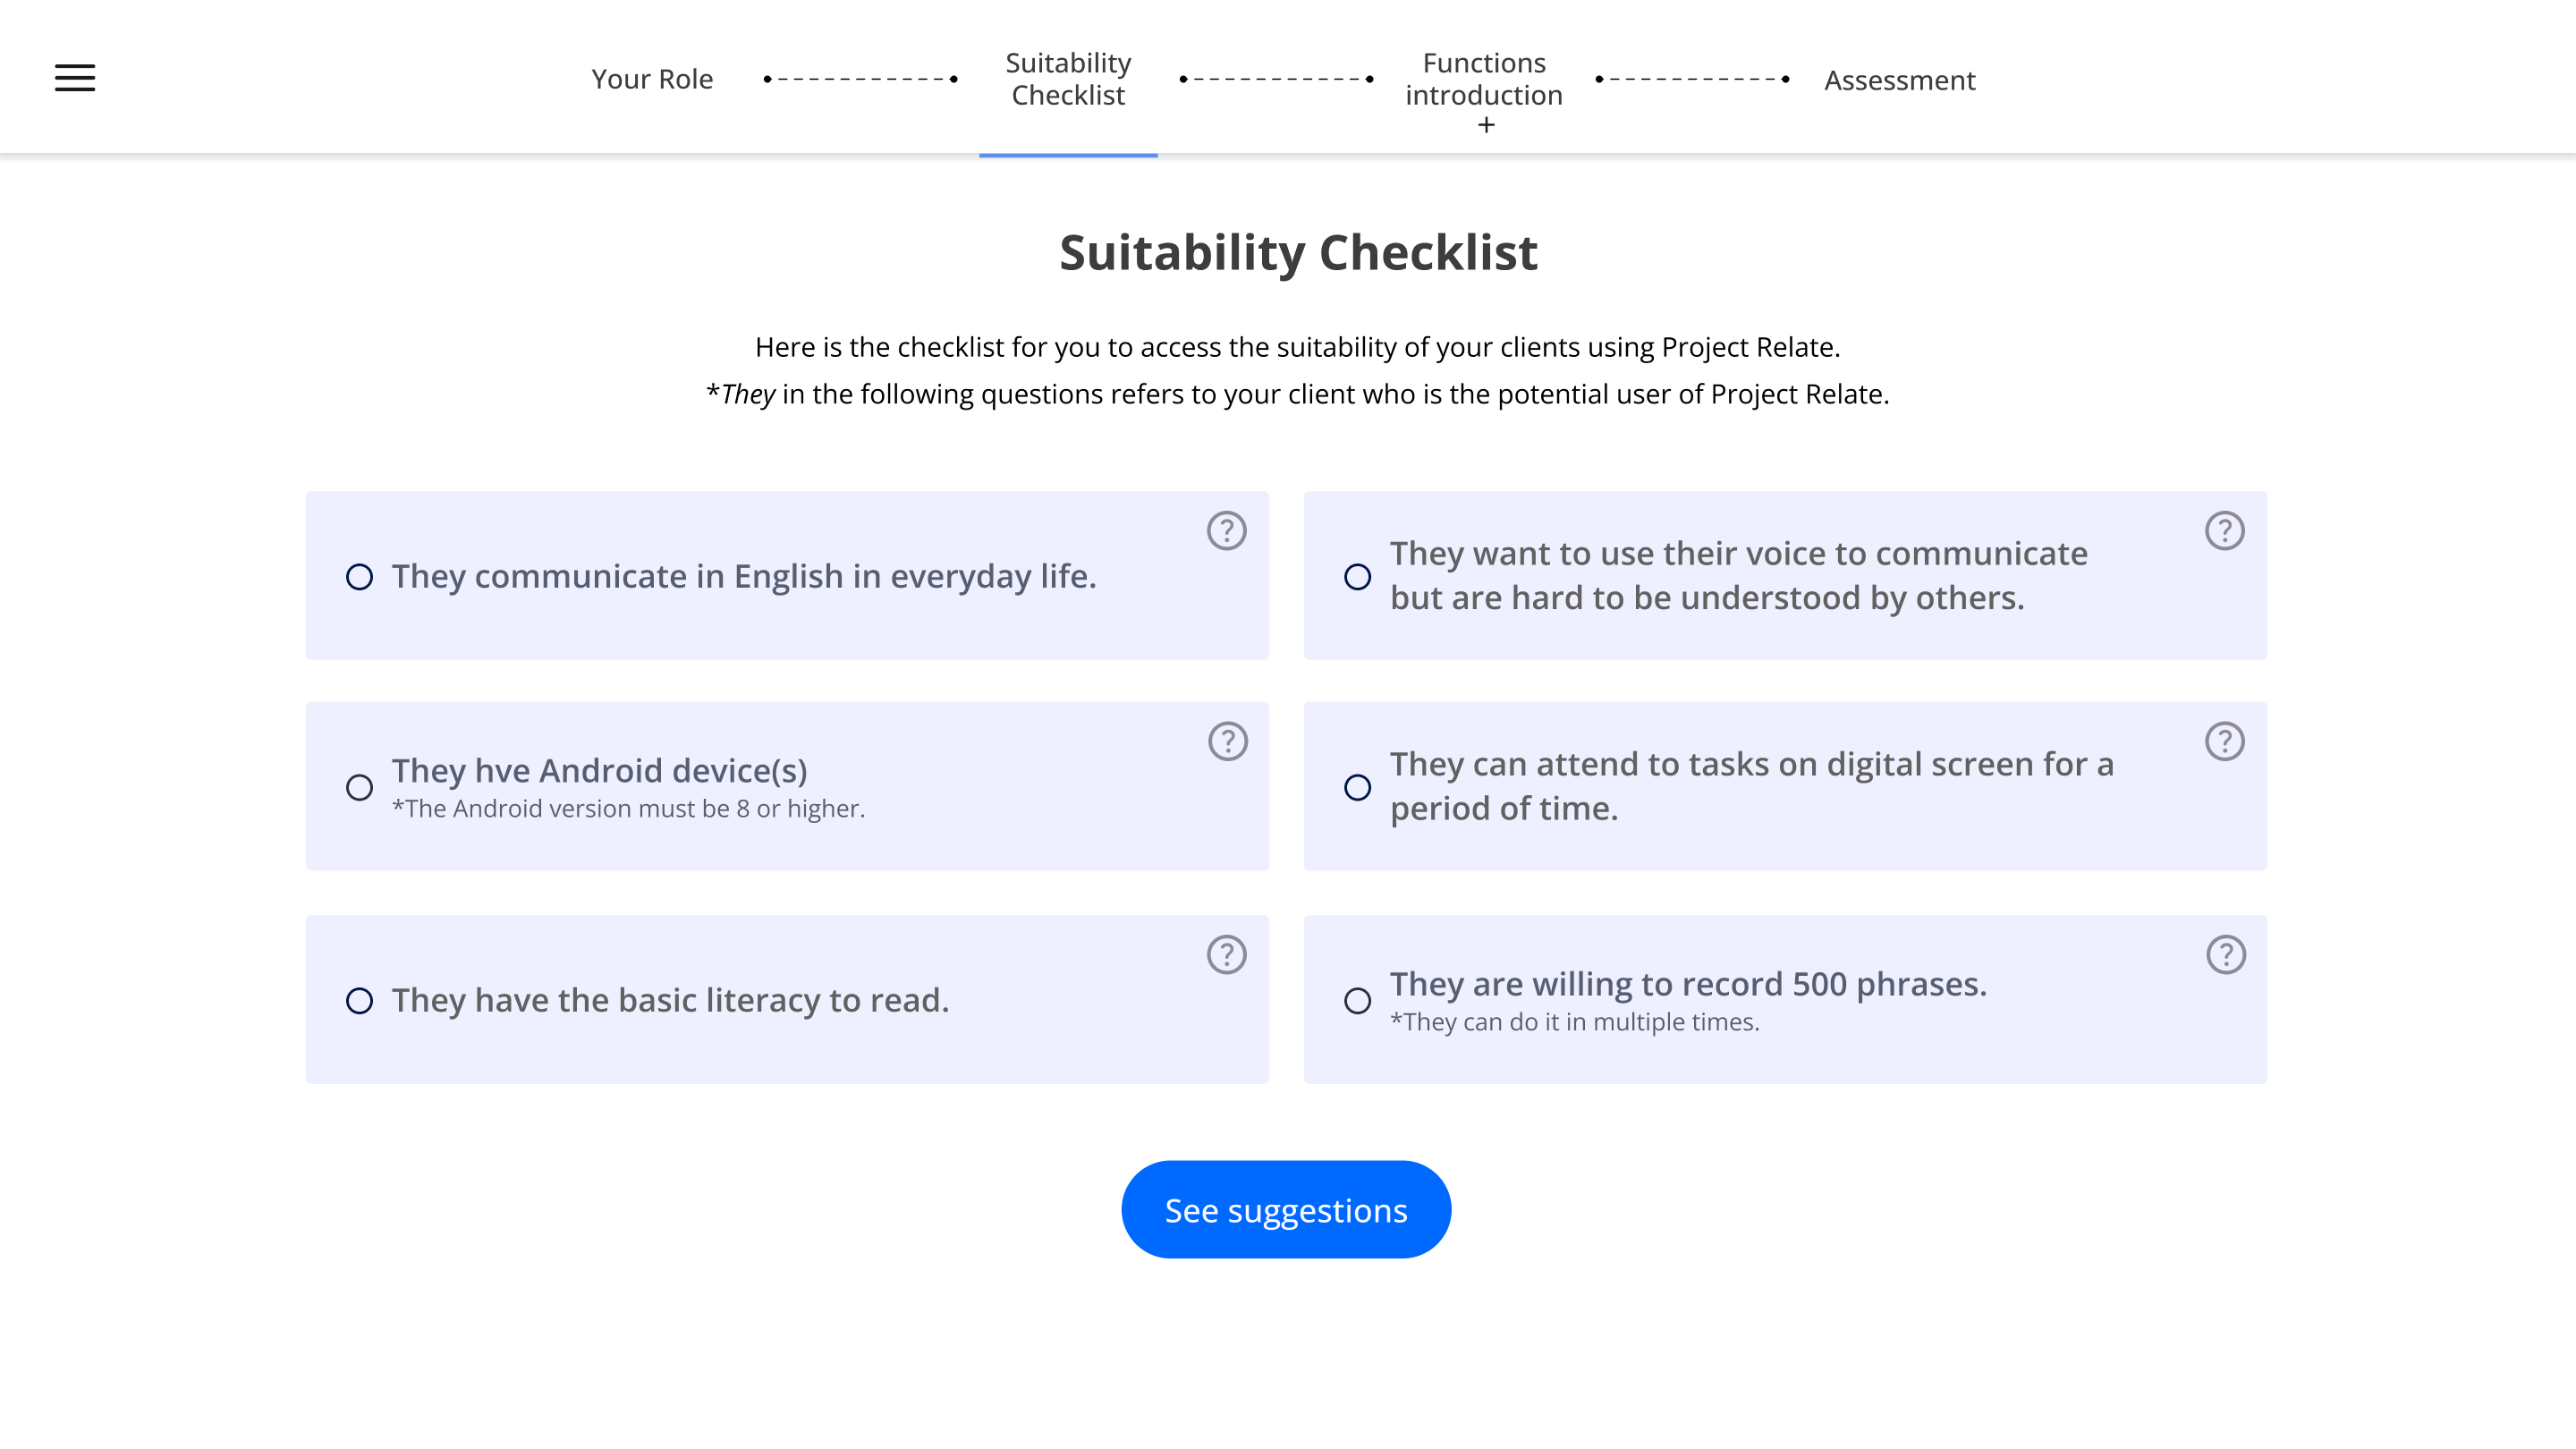 Your Role
Suitability
Checklist
Functions
introduction
+
Assessment
Suitability Checklist
Here is the checklist for you to access the suitability of your clients using Project Relate.
*They in the following questions refers to your client who is the potential user of Project Relate.
?
They communicate in English in everyday life.
?
They want to use their voice to communicate
but are hard to be understood by others.
?
They hve Android device(s)
*The Android version must be 8 or higher.
?
They can attend to tasks on digital screen for a
period of time.
?
They have the basic literacy to read.
?
They are willing to record 500 phrases.
*They can do it in multiple times.
See suggestions